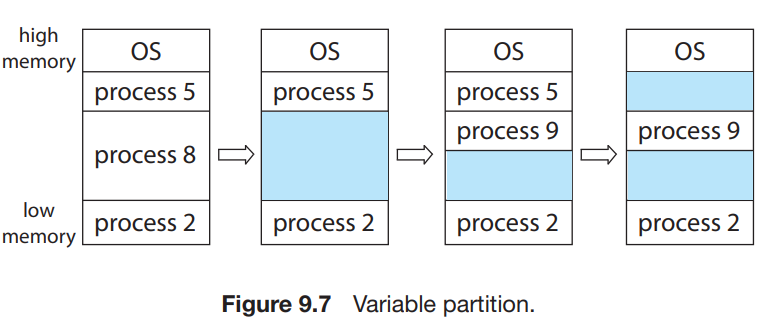 high
memory
OS
process 5
process 8
process 2
low
memory
OS
process 5
process 2
OS
process 5
process 9
process 2
OS
process 9
process 2
Figure 9.7 Variable partition.